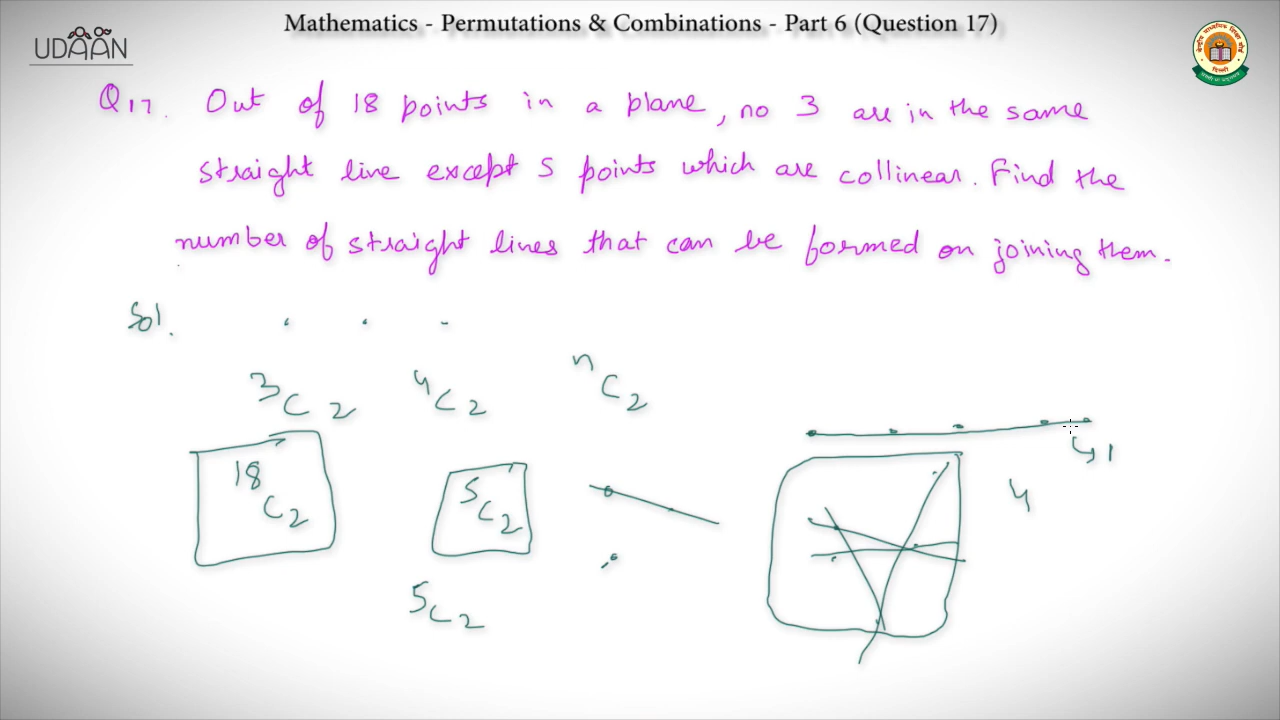 Mathematics - Permutations & Combinations - Part 6 (Question 17)
UDAAN
Q17. Out of 18 points in a plane, no 3 are in the same
straight line except 5 points which are collinear. Find the
number of straight lines that can be formed on joining them.
Sol.
³C₂ ⁴C₂ ⁿC₂
¹⁸C₂ ⁵C₂
↳ 1
4
⁵C₂